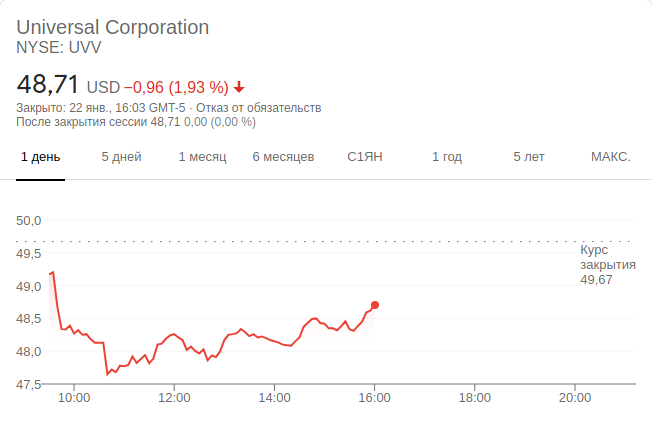 Universal Corporation
NYSE: UVV
48,71 USD −0,96 (1,93 %)
Закрыто: 22 янв., 16:03 GMT-5 · Отказ от обязательств
После закрытия сессии 48,71 0,00 (0,00 %)
1 день 5 дней 1 месяц 6 месяцев С1ЯН 1 год 5 лет МАКС.
50,0
49,5
49,0
48,5
48,0
47,5
Курс
закрытия
49,67
10:00 12:00 14:00 16:00 18:00 20:00